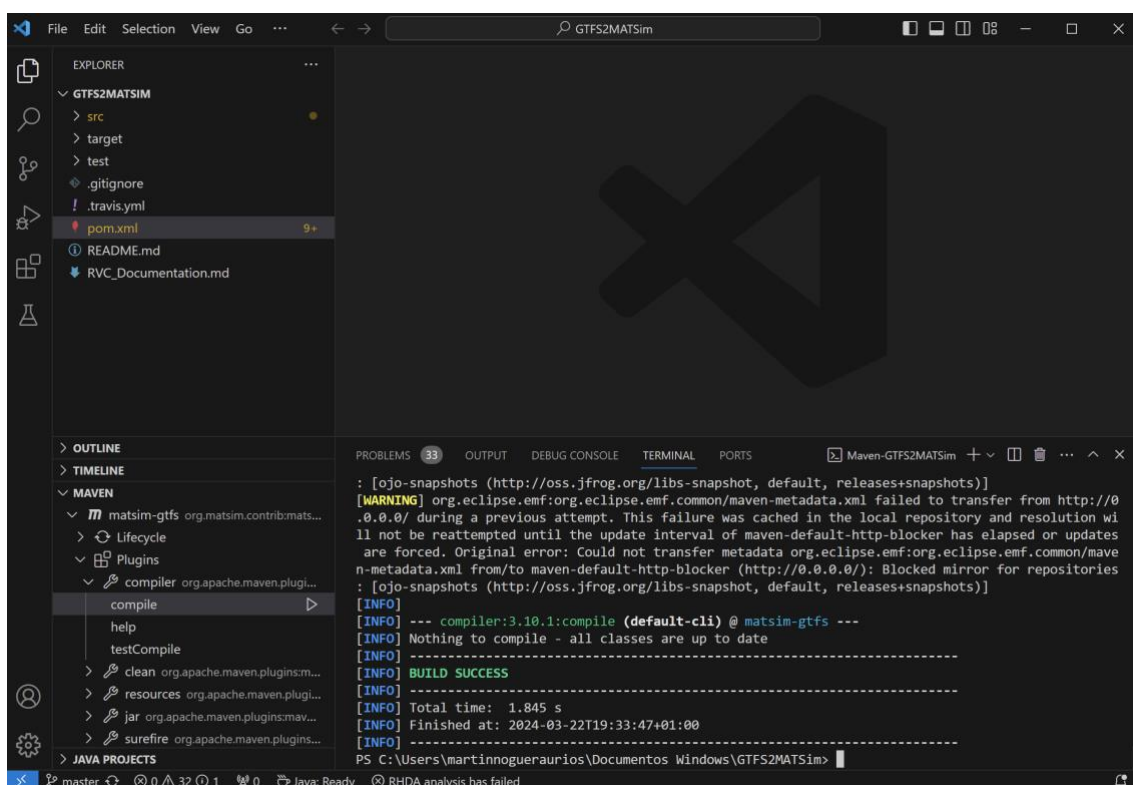 File Edit Selection View Go ··· GTFS2MATSim
EXPLORER ···
GTFS2MATSIM
src
target
test
.gitignore
! .travis.yml
pom.xml 9+
README.md
RVC_Documentation.md
OUTLINE
TIMELINE
MAVEN
matsim-gtfs org.matsim.contrib:mats...
Lifecycle
Plugins
compiler org.apache.maven.plugi...
compile
help
testCompile
clean org.apache.maven.plugins:m...
resources org.apache.maven.plugi...
jar org.apache.maven.plugins:mav...
surefire org.apache.maven.plugins...
JAVA PROJECTS
PROBLEMS 33 OUTPUT DEBUG CONSOLE TERMINAL PORTS Maven-GTFS2MATSim
: [ojo-snapshots (http://oss.jfrog.org/libs-snapshot, default, releases+snapshots)]
[WARNING] org.eclipse.emf:org.eclipse.emf.common/maven-metadata.xml failed to transfer from http://0
.0.0.0/ during a previous attempt. This failure was cached in the local repository and resolution wi
ll not be reattempted until the update interval of maven-default-http-blocker has elapsed or updates
are forced. Original error: Could not transfer metadata org.eclipse.emf:org.eclipse.emf.common/mave
n-metadata.xml from/to maven-default-http-blocker (http://0.0.0.0/): Blocked mirror for repositories
: [ojo-snapshots (http://oss.jfrog.org/libs-snapshot, default, releases+snapshots)]
[INFO]
[INFO] --- compiler:3.10.1:compile (default-cli) @ matsim-gtfs ---
[INFO] Nothing to compile - all classes are up to date
[INFO] ------------------------------------------------------------------------
[INFO] BUILD SUCCESS
[INFO] ------------------------------------------------------------------------
[INFO] Total time: 1.845 s
[INFO] Finished at: 2024-03-22T19:33:47+01:00
[INFO] ------------------------------------------------------------------------
PS C:\Users\martinnogueraurios\Documentos Windows\GTFS2MATSim>
master 0 32 1 0 Java: Ready RHDA analysis has failed